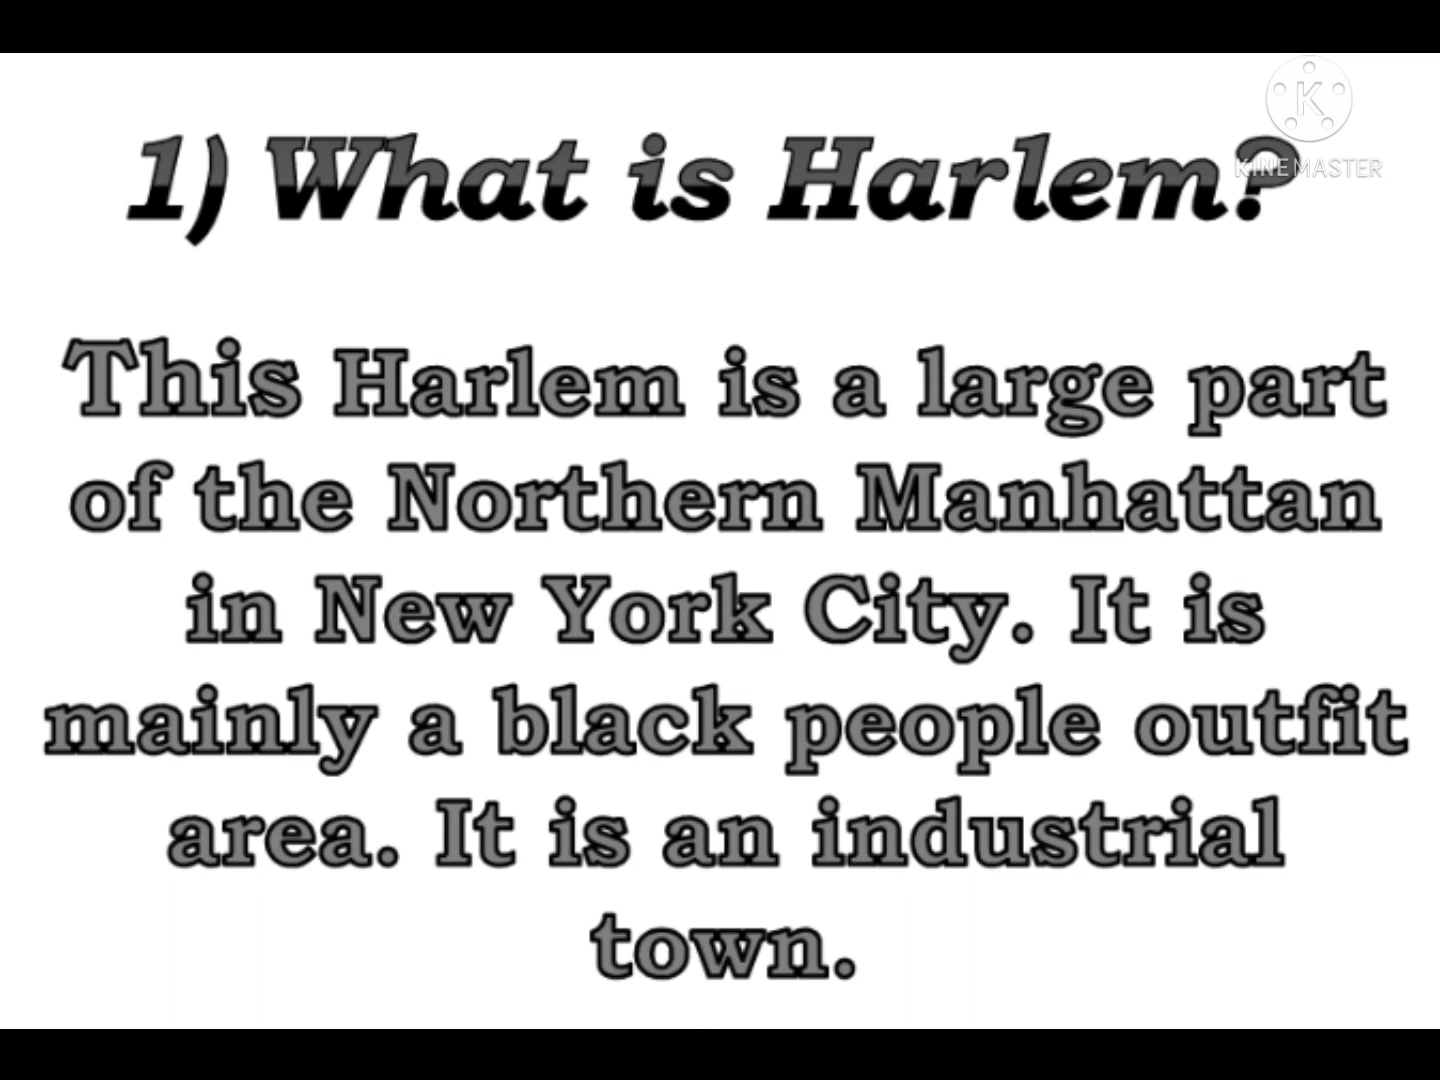 1) What is Harlem?
KINEMASTER
This Harlem is a large part
of the Northern Manhattan
in New York City. It is
mainly a black people outfit
area. It is an industrial
town.